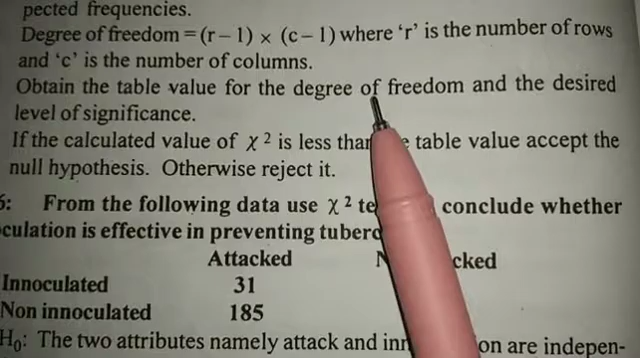 pected frequencies.
Degree of freedom = (r – 1) × (c – 1) where 'r' is the number of rows
and 'c' is the number of columns.
Obtain the table value for the degree of freedom and the desired
level of significance.
If the calculated value of χ² is less than table value accept the
null hypothesis. Otherwise reject it.
From the following data use χ² conclude whether
culation is effective in preventing
Attacked
Innoculated 31
Non innoculated 185
H₀: The two attributes namely attack and are indepen-